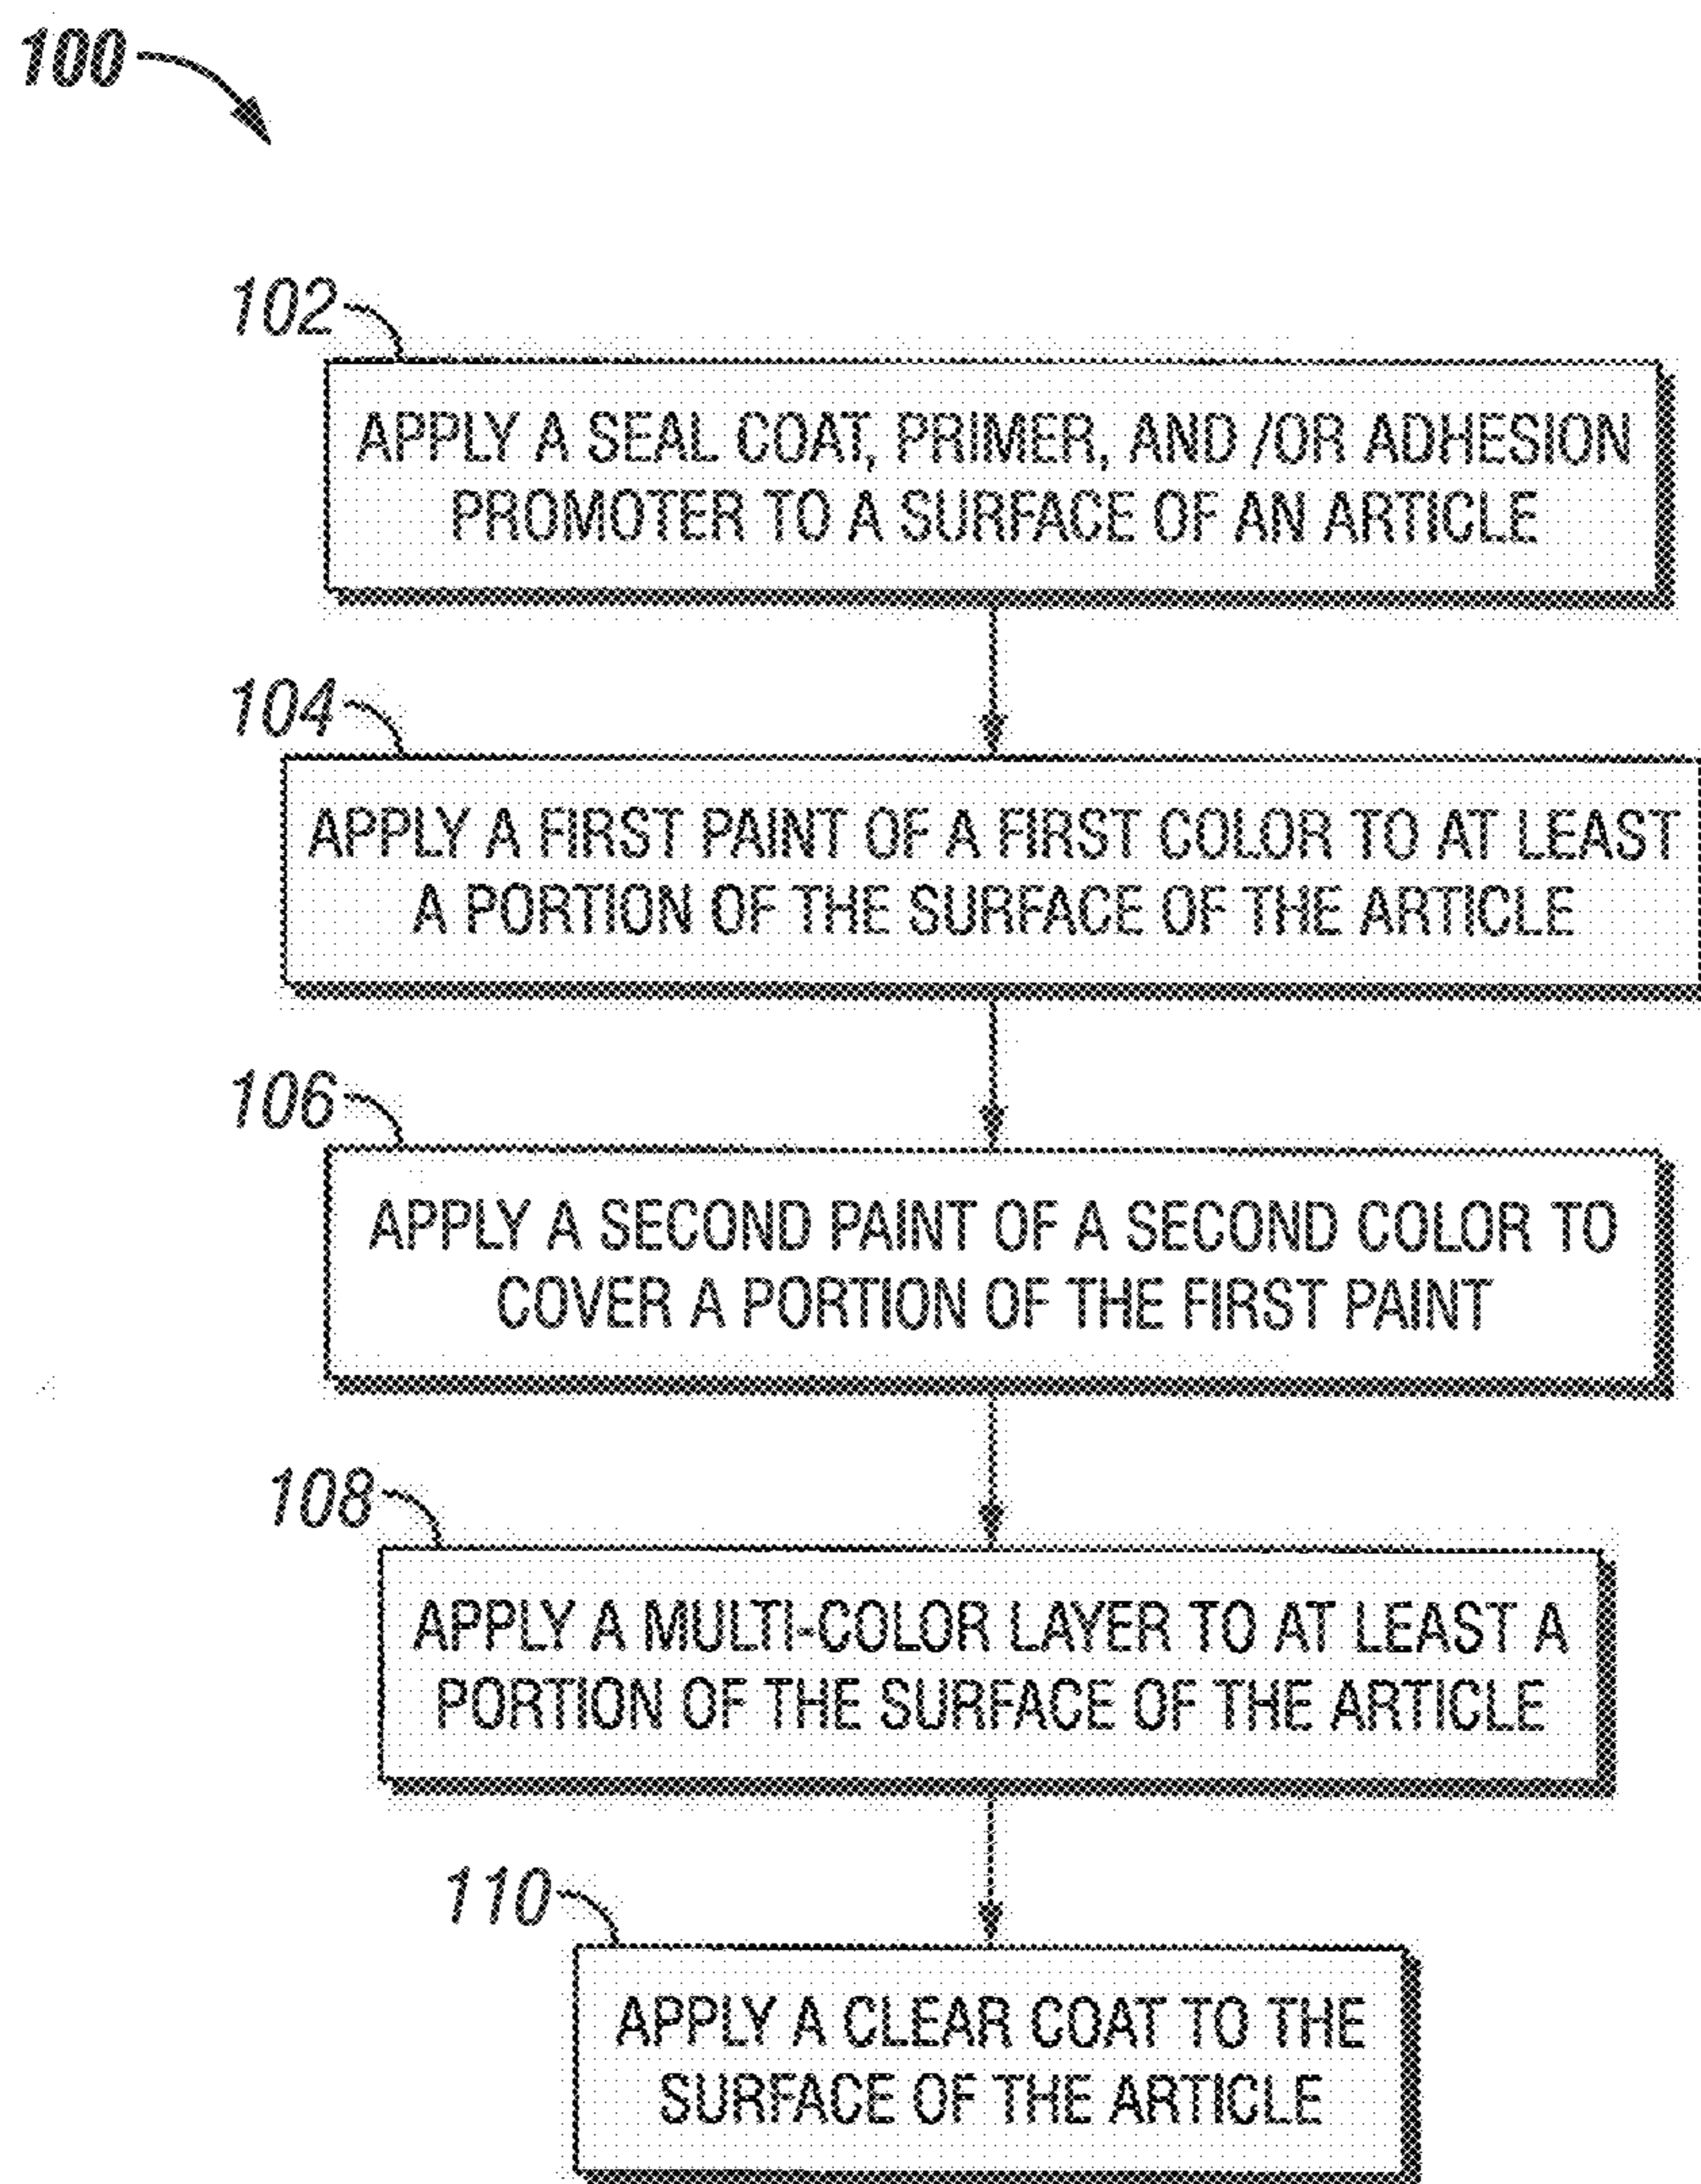 100
102
APPLY A SEAL COAT, PRIMER, AND /OR ADHESION
PROMOTER TO A SURFACE OF AN ARTICLE
104
APPLY A FIRST PAINT OF A FIRST COLOR TO AT LEAST
A PORTION OF THE SURFACE OF THE ARTICLE
106
APPLY A SECOND PAINT OF A SECOND COLOR TO
COVER A PORTION OF THE FIRST PAINT
108
APPLY A MULTI-COLOR LAYER TO AT LEAST A
PORTION OF THE SURFACE OF THE ARTICLE
110
APPLY A CLEAR COAT TO THE
SURFACE OF THE ARTICLE